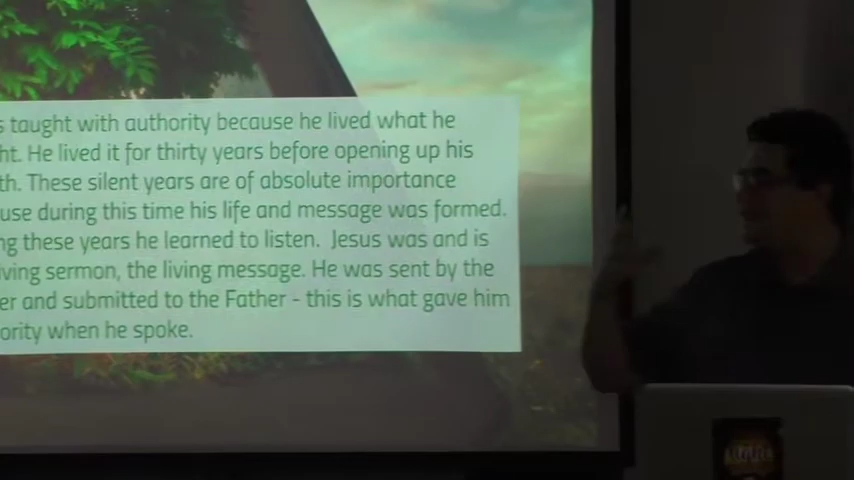 s taught with authority because he lived what he
ht. He lived it for thirty years before opening up his
th. These silent years are of absolute importance
use during this time his life and message was formed.
ng these years he learned to listen. Jesus was and is
iving sermon, the living message. He was sent by the
er and submitted to the Father - this is what gave him
ority when he spoke.